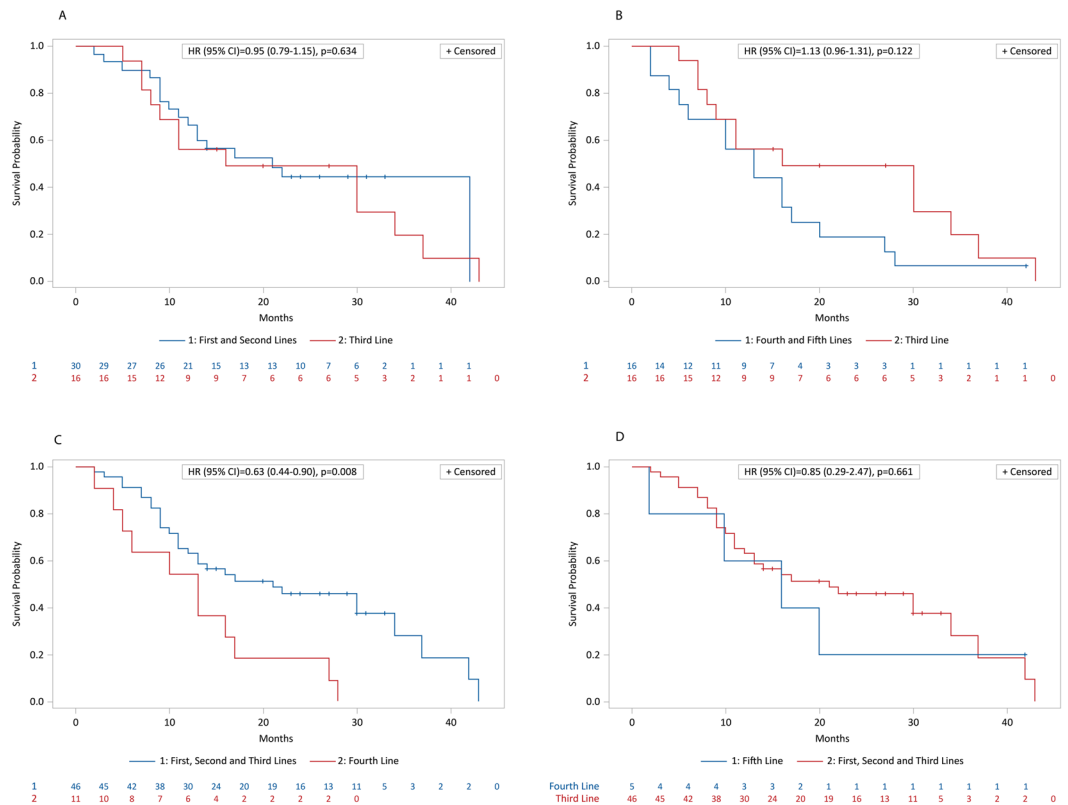 A
HR (95% CI)=0.95 (0.79-1.15), p=0.634
+ Censored
Survival Probability
1.0
0.8
0.6
0.4
0.2
0.0
0 10 20 30 40
Months
1: First and Second Lines 2: Third Line
1 30 29 27 26 21 15 13 13 10 7 6 2 1 1 1
2 16 16 15 12 9 9 7 6 6 6 5 3 2 1 1 0
B
HR (95% CI)=1.13 (0.96-1.31), p=0.122
+ Censored
Survival Probability
1.0
0.8
0.6
0.4
0.2
0.0
0 10 20 30 40
Months
1: Fourth and Fifth Lines 2: Third Line
1 16 14 12 11 9 7 4 3 3 3 1 1 1 1 1
2 16 16 15 12 9 9 7 6 6 6 5 3 2 1 1 0
C
HR (95% CI)=0.63 (0.44-0.90), p=0.008
+ Censored
Survival Probability
1.0
0.8
0.6
0.4
0.2
0.0
0 10 20 30 40
Months
1: First, Second and Third Lines 2: Fourth Line
1 46 45 42 38 30 24 20 19 16 13 11 5 3 2 2 0
2 11 10 8 7 6 4 2 2 2 2 0
D
HR (95% CI)=0.85 (0.29-2.47), p=0.661
+ Censored
Survival Probability
1.0
0.8
0.6
0.4
0.2
0.0
0 10 20 30 40
Months
1: Fifth Line 2: First, Second and Third Lines
Fourth Line 5 4 4 4 3 3 2 1 1 1 1 1 1 1 1
Third Line 46 45 42 38 30 24 20 19 16 13 11 5 3 2 2 0